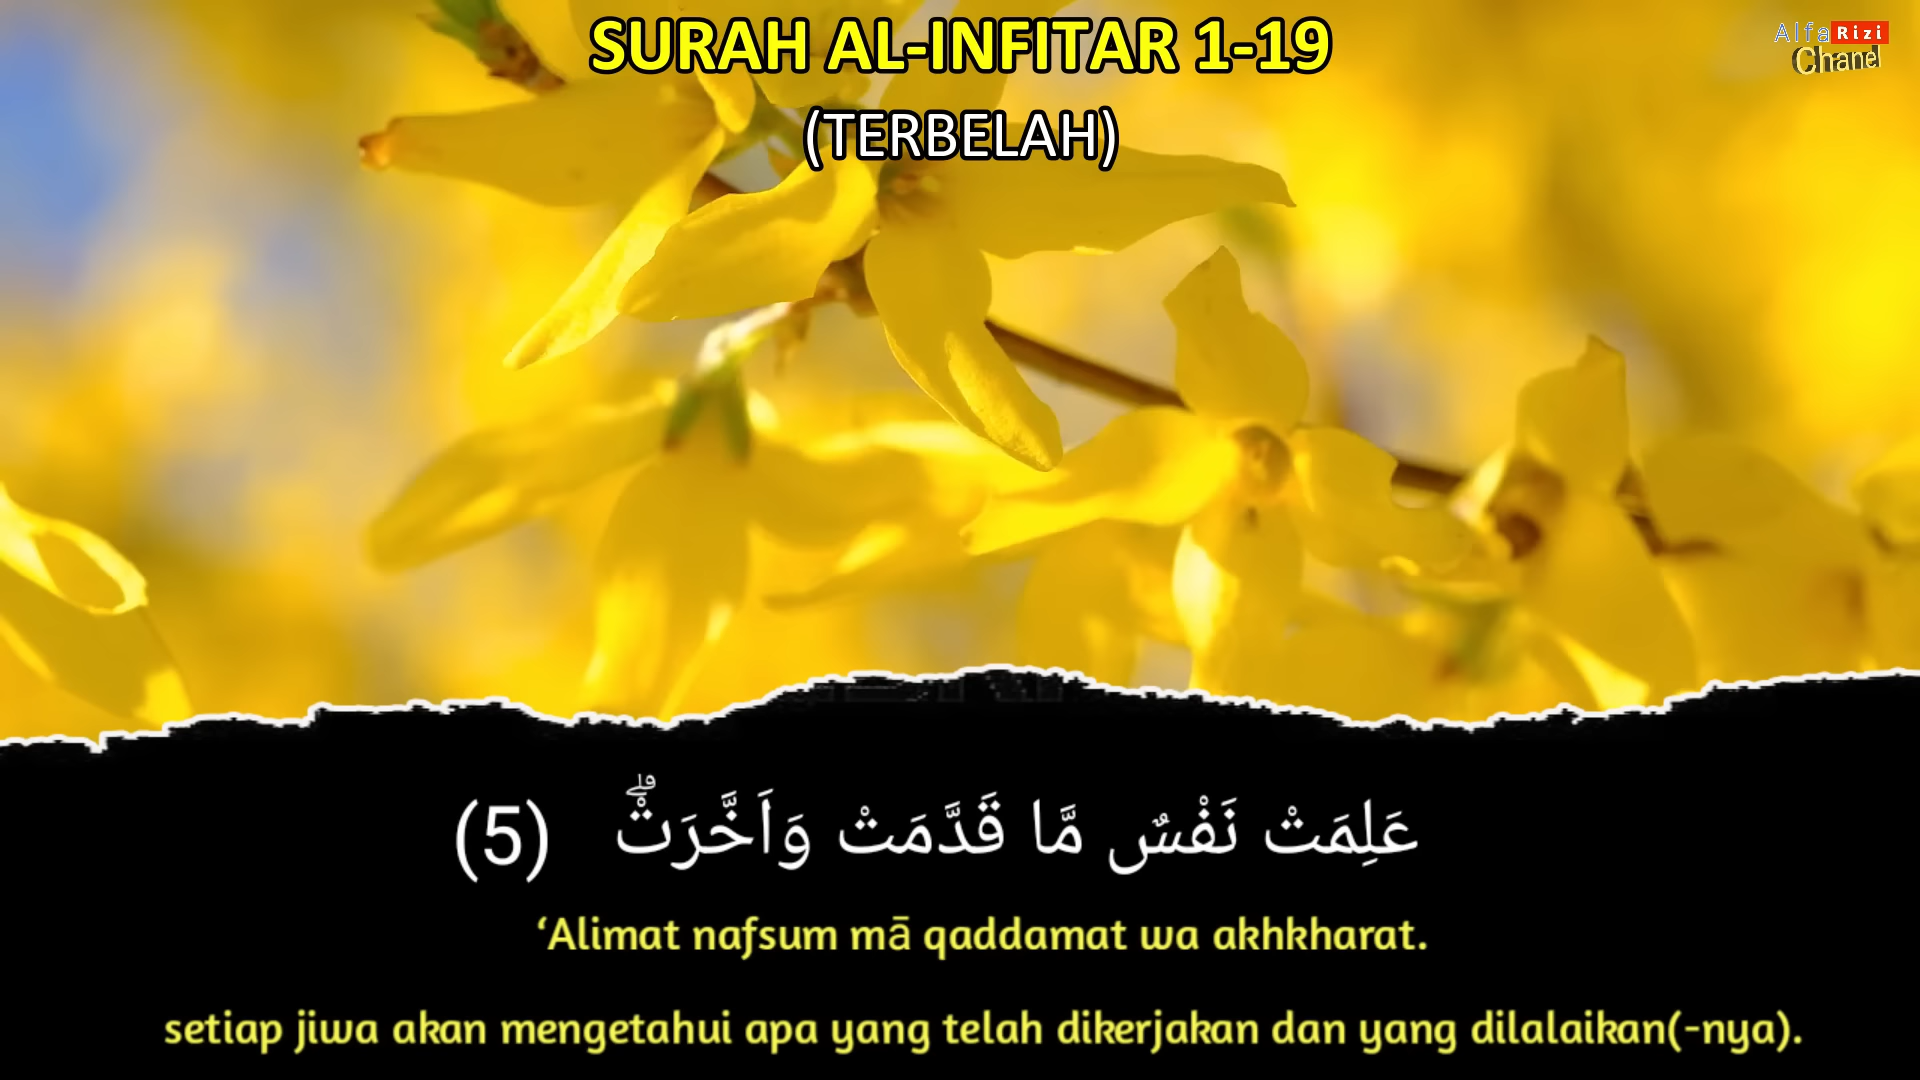 SURAH AL-INFITAR 1-19
(TERBELAH)
Alfa Rizi
Chanel
عَلِمَتْ نَفْسٌ مَّا قَدَّمَتْ وَاَخَّرَتْۗ (5)
‘Alimat nafsum mā qaddamat wa akhkharat.
setiap jiwa akan mengetahui apa yang telah dikerjakan dan yang dilalaikan(-nya).